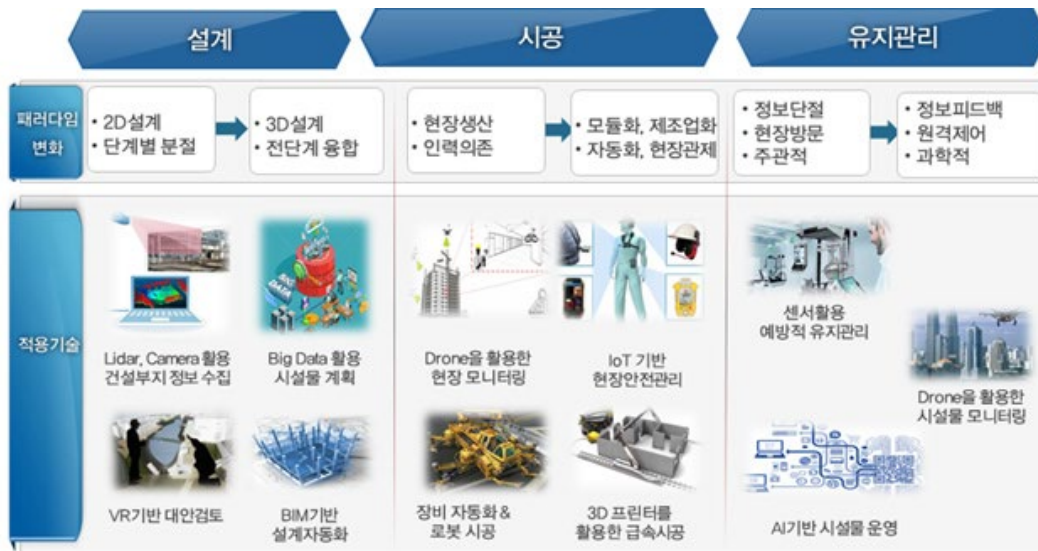 설계
시공
유지관리
패러다임
변화
• 2D설계
• 단계별 분절
• 3D설계
• 전단계 융합
• 현장생산
• 인력의존
• 모듈화, 제조업화
• 자동화, 현장관제
• 정보단절
• 현장방문
• 주관적
• 정보피드백
• 원격제어
• 과학적
적용기술
Lidar, Camera 활용
건설부지 정보 수집
Big Data 활용
시설물 계획
Drone을 활용한
현장 모니터링
IoT 기반
현장안전관리
센서활용
예방적 유지관리
Drone을 활용한
시설물 모니터링
VR기반 대안검토
BIM기반
설계자동화
장비 자동화 &
로봇 시공
3D 프린터를
활용한 급속시공
AI기반 시설물 운영
BIG
DATA